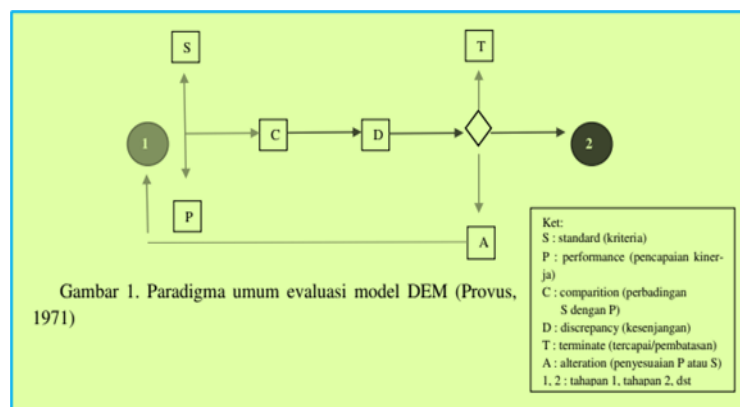 S
T
1
C
D
2
P
A
Gambar 1. Paradigma umum evaluasi model DEM (Provus,
1971)
Ket:
S : standard (kriteria)
P : performance (pencapaian kiner-
ja)
C : comparition (perbadingan
S dengan P)
D : discrepancy (kesenjangan)
T : terminate (tercapai/pembatasan)
A : alteration (penyesuaian P atau S)
1, 2 : tahapan 1, tahapan 2, dst